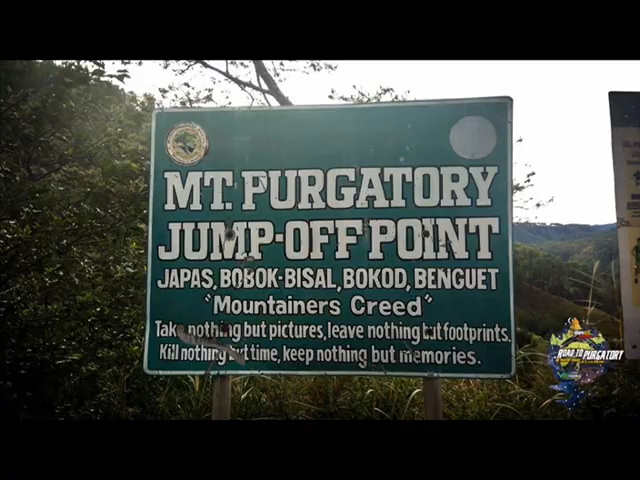 MT. PURGATORY
JUMP-OFF POINT
JAPAS, BOBOK-BISAL, BOKOD, BENGUET
"Mountainers Creed"
Take nothing but pictures, leave nothing but footprints.
Kill nothing but time, keep nothing but memories.
ROAD TO PURGATORY